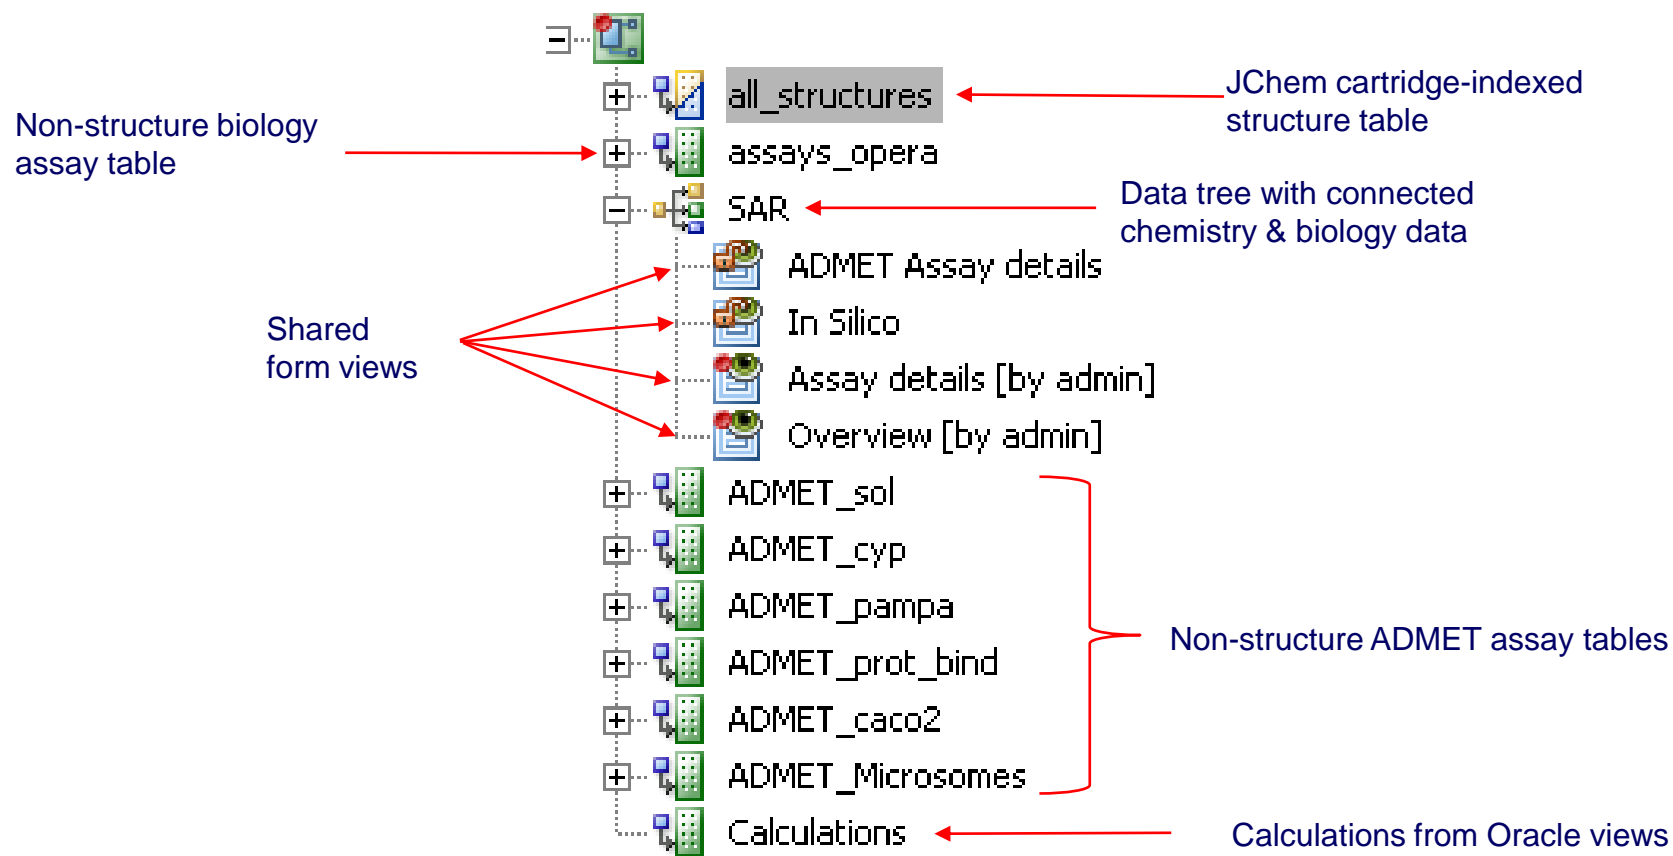 all_structures
JChem cartridge-indexed
structure table
Non-structure biology
assay table
assays_opera
SAR
Data tree with connected
chemistry & biology data
ADMET Assay details
In Silico
Shared
form views
Assay details [by admin]
Overview [by admin]
ADMET_sol
ADMET_cyp
ADMET_pampa
Non-structure ADMET assay tables
ADMET_prot_bind
ADMET_caco2
ADMET_Microsomes
Calculations
Calculations from Oracle views